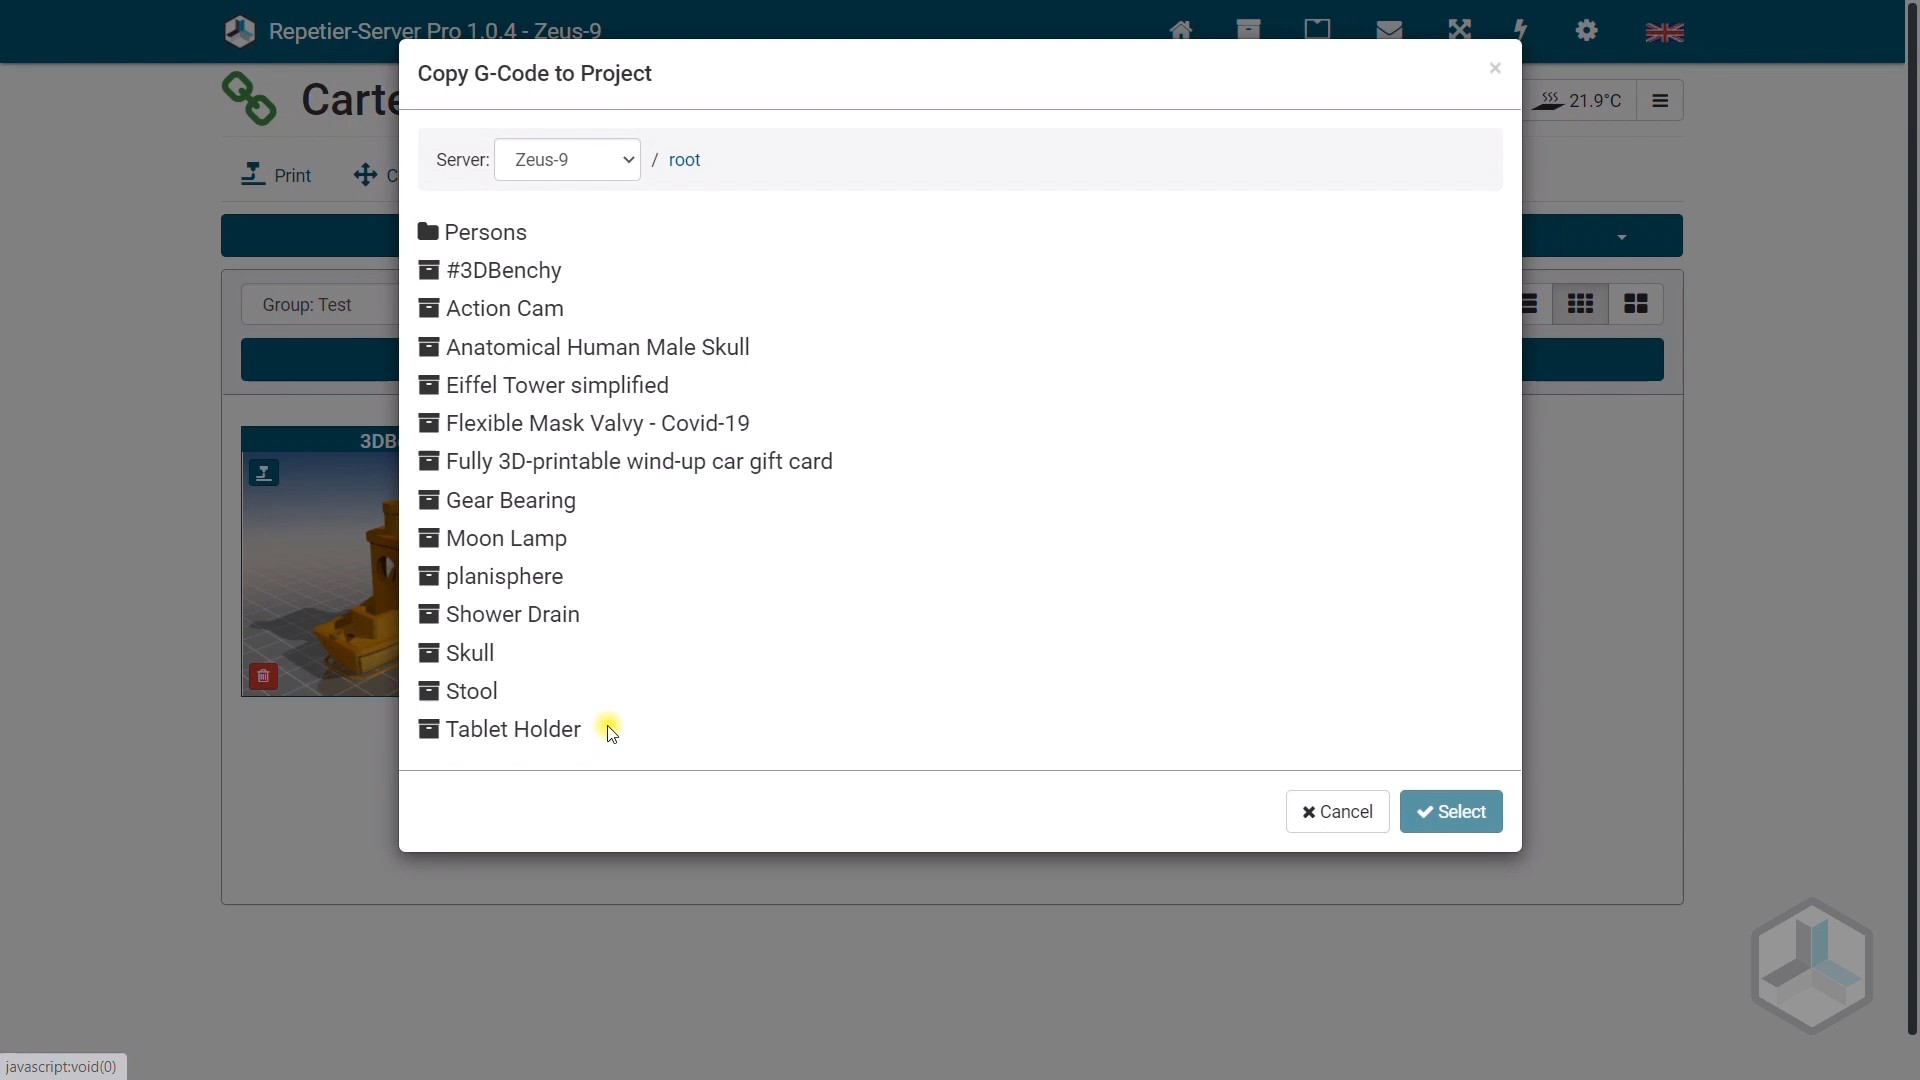 Repetier-Server Pro 1.0.4 - Zeus-9
Copy G-Code to Project
×
Carte
21.9°C
Server: Zeus-9 / root
Print
C
Persons
#3DBenchy
Group: Test
Action Cam
Anatomical Human Male Skull
Eiffel Tower simplified
Flexible Mask Valvy - Covid-19
3DB
Fully 3D-printable wind-up car gift card
Gear Bearing
Moon Lamp
planisphere
Shower Drain
Skull
Stool
Tablet Holder
Cancel
Select
javascript:void(0)